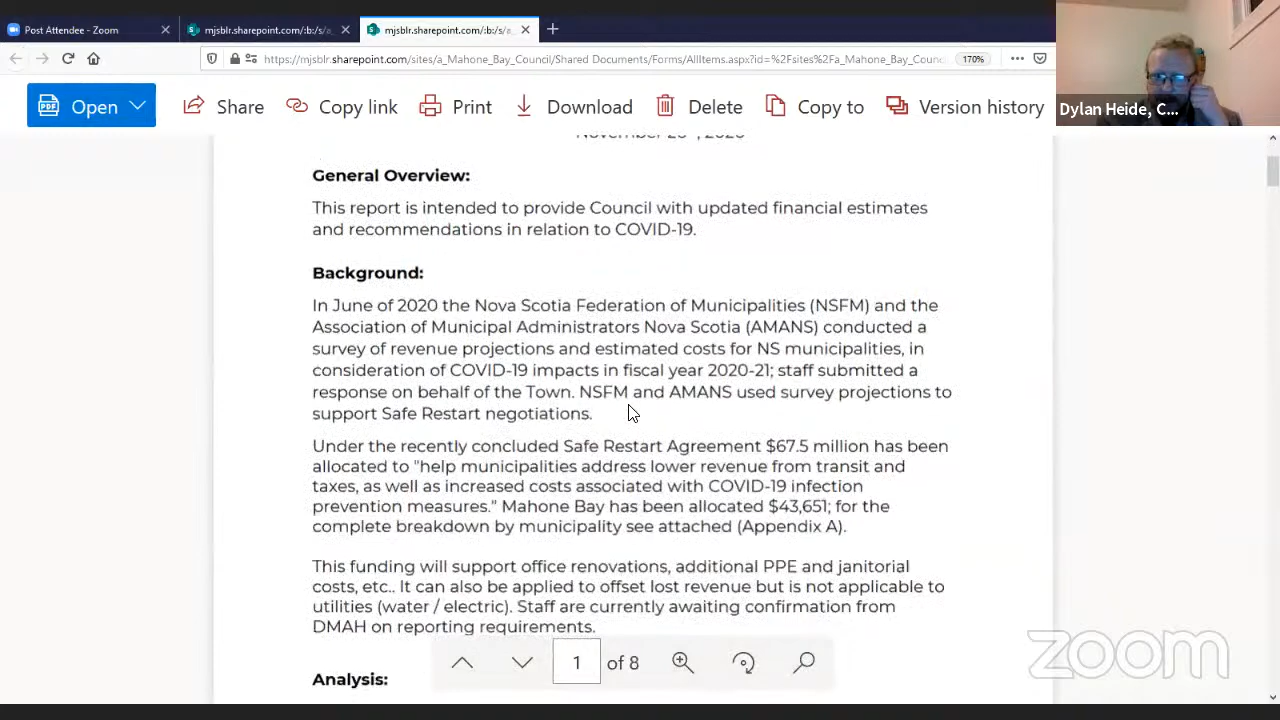 Post Attendee - Zoom
mjsblr.sharepoint.com/:b:/s/a_
mjsblr.sharepoint.com/:b:/s/a_
https://mjsblr.sharepoint.com/sites/a_Mahone_Bay_Council/Shared Documents/Forms/AllItems.aspx?id=%2Fsites%2Fa_Mahone_Bay_Counc
170%
Dylan Heide, C...
Open Share Copy link Print Download Delete Copy to Version history
General Overview:
This report is intended to provide Council with updated financial estimates
and recommendations in relation to COVID-19.
Background:
In June of 2020 the Nova Scotia Federation of Municipalities (NSFM) and the
Association of Municipal Administrators Nova Scotia (AMANS) conducted a
survey of revenue projections and estimated costs for NS municipalities, in
consideration of COVID-19 impacts in fiscal year 2020-21; staff submitted a
response on behalf of the Town. NSFM and AMANS used survey projections to
support Safe Restart negotiations.
Under the recently concluded Safe Restart Agreement $67.5 million has been
allocated to "help municipalities address lower revenue from transit and
taxes, as well as increased costs associated with COVID-19 infection
prevention measures." Mahone Bay has been allocated $43,651; for the
complete breakdown by municipality see attached (Appendix A).
This funding will support office renovations, additional PPE and janitorial
costs, etc.. It can also be applied to offset lost revenue but is not applicable to
utilities (water / electric). Staff are currently awaiting confirmation from
DMAH on reporting requirements.
1 of 8
Analysis:
zoom